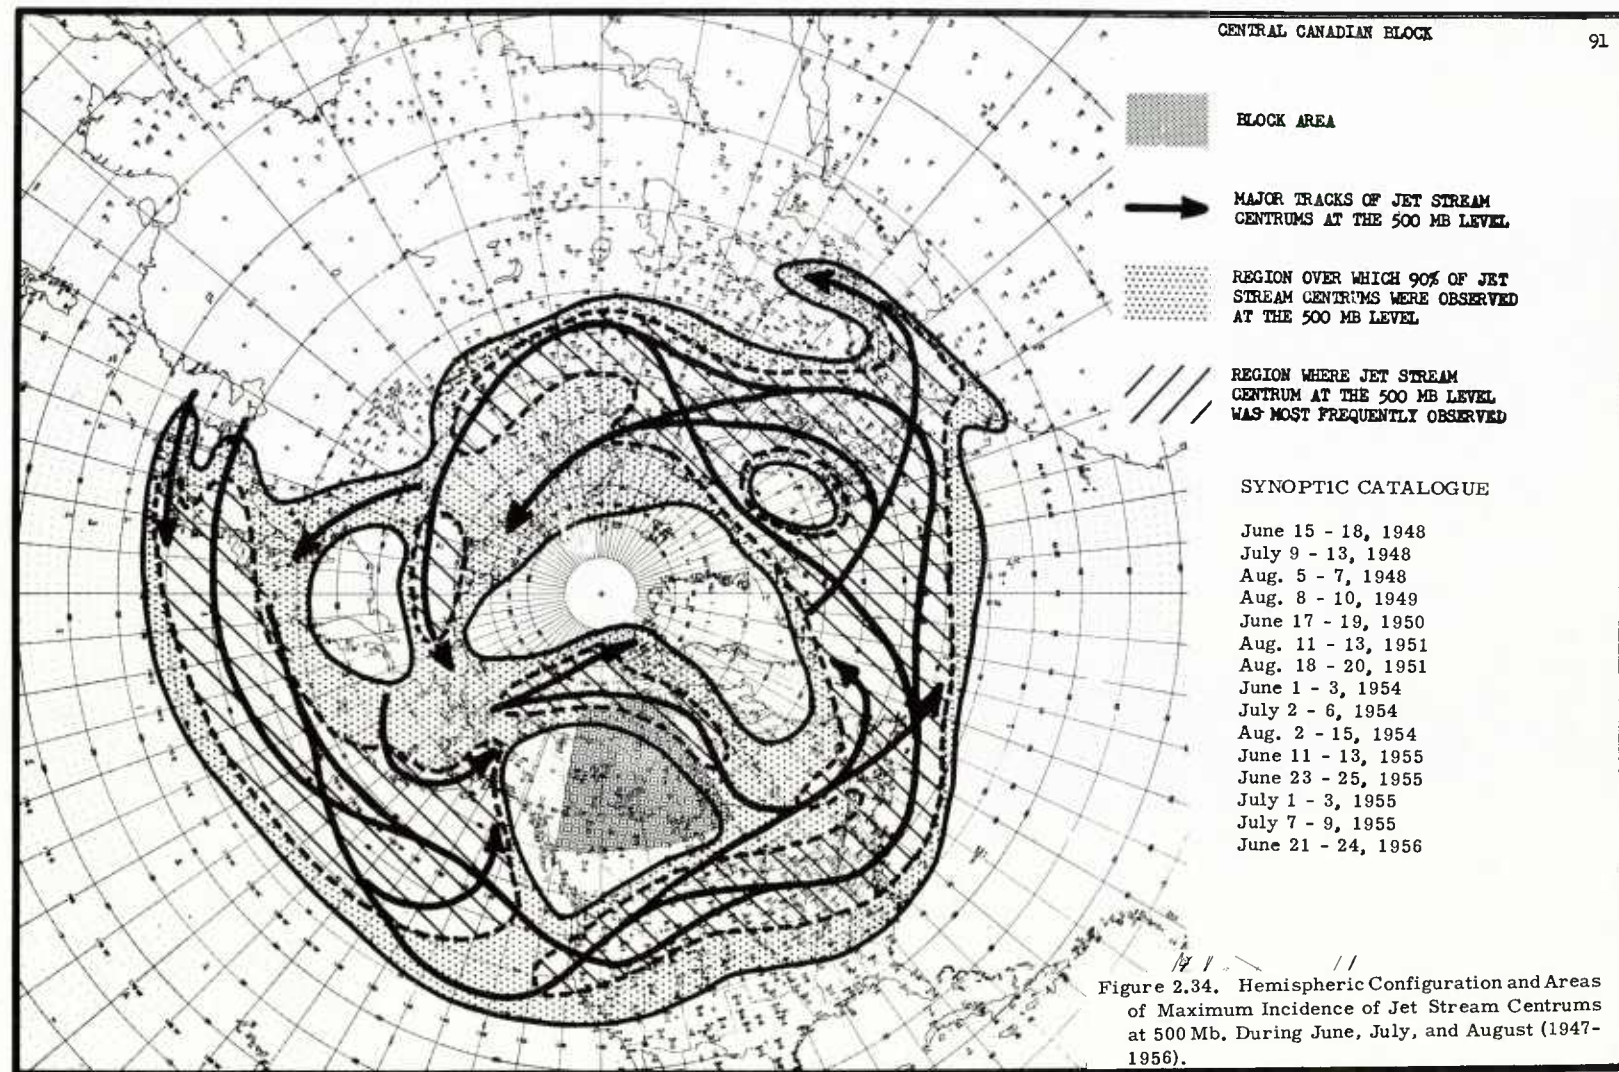 CENTRAL CANADIAN BLOCK
91
BLOCK AREA
MAJOR TRACKS OF JET STREAM
CENTRUMS AT THE 500 MB LEVEL
REGION OVER WHICH 90% OF JET
STREAM CENTRUMS WERE OBSERVED
AT THE 500 MB LEVEL
REGION WHERE JET STREAM
CENTRUM AT THE 500 MB LEVEL
WAS MOST FREQUENTLY OBSERVED
SYNOPTIC CATALOGUE
June 15 - 18, 1948
July 9 - 13, 1948
Aug. 5 - 7, 1948
Aug. 8 - 10, 1949
June 17 - 19, 1950
Aug. 11 - 13, 1951
Aug. 18 - 20, 1951
June 1 - 3, 1954
July 2 - 6, 1954
Aug. 2 - 15, 1954
June 11 - 13, 1955
June 23 - 25, 1955
July 1 - 3, 1955
July 7 - 9, 1955
June 21 - 24, 1956
Figure 2.34. Hemispheric Configuration and Areas
of Maximum Incidence of Jet Stream Centrums
at 500 Mb. During June, July, and August (1947-
1956).